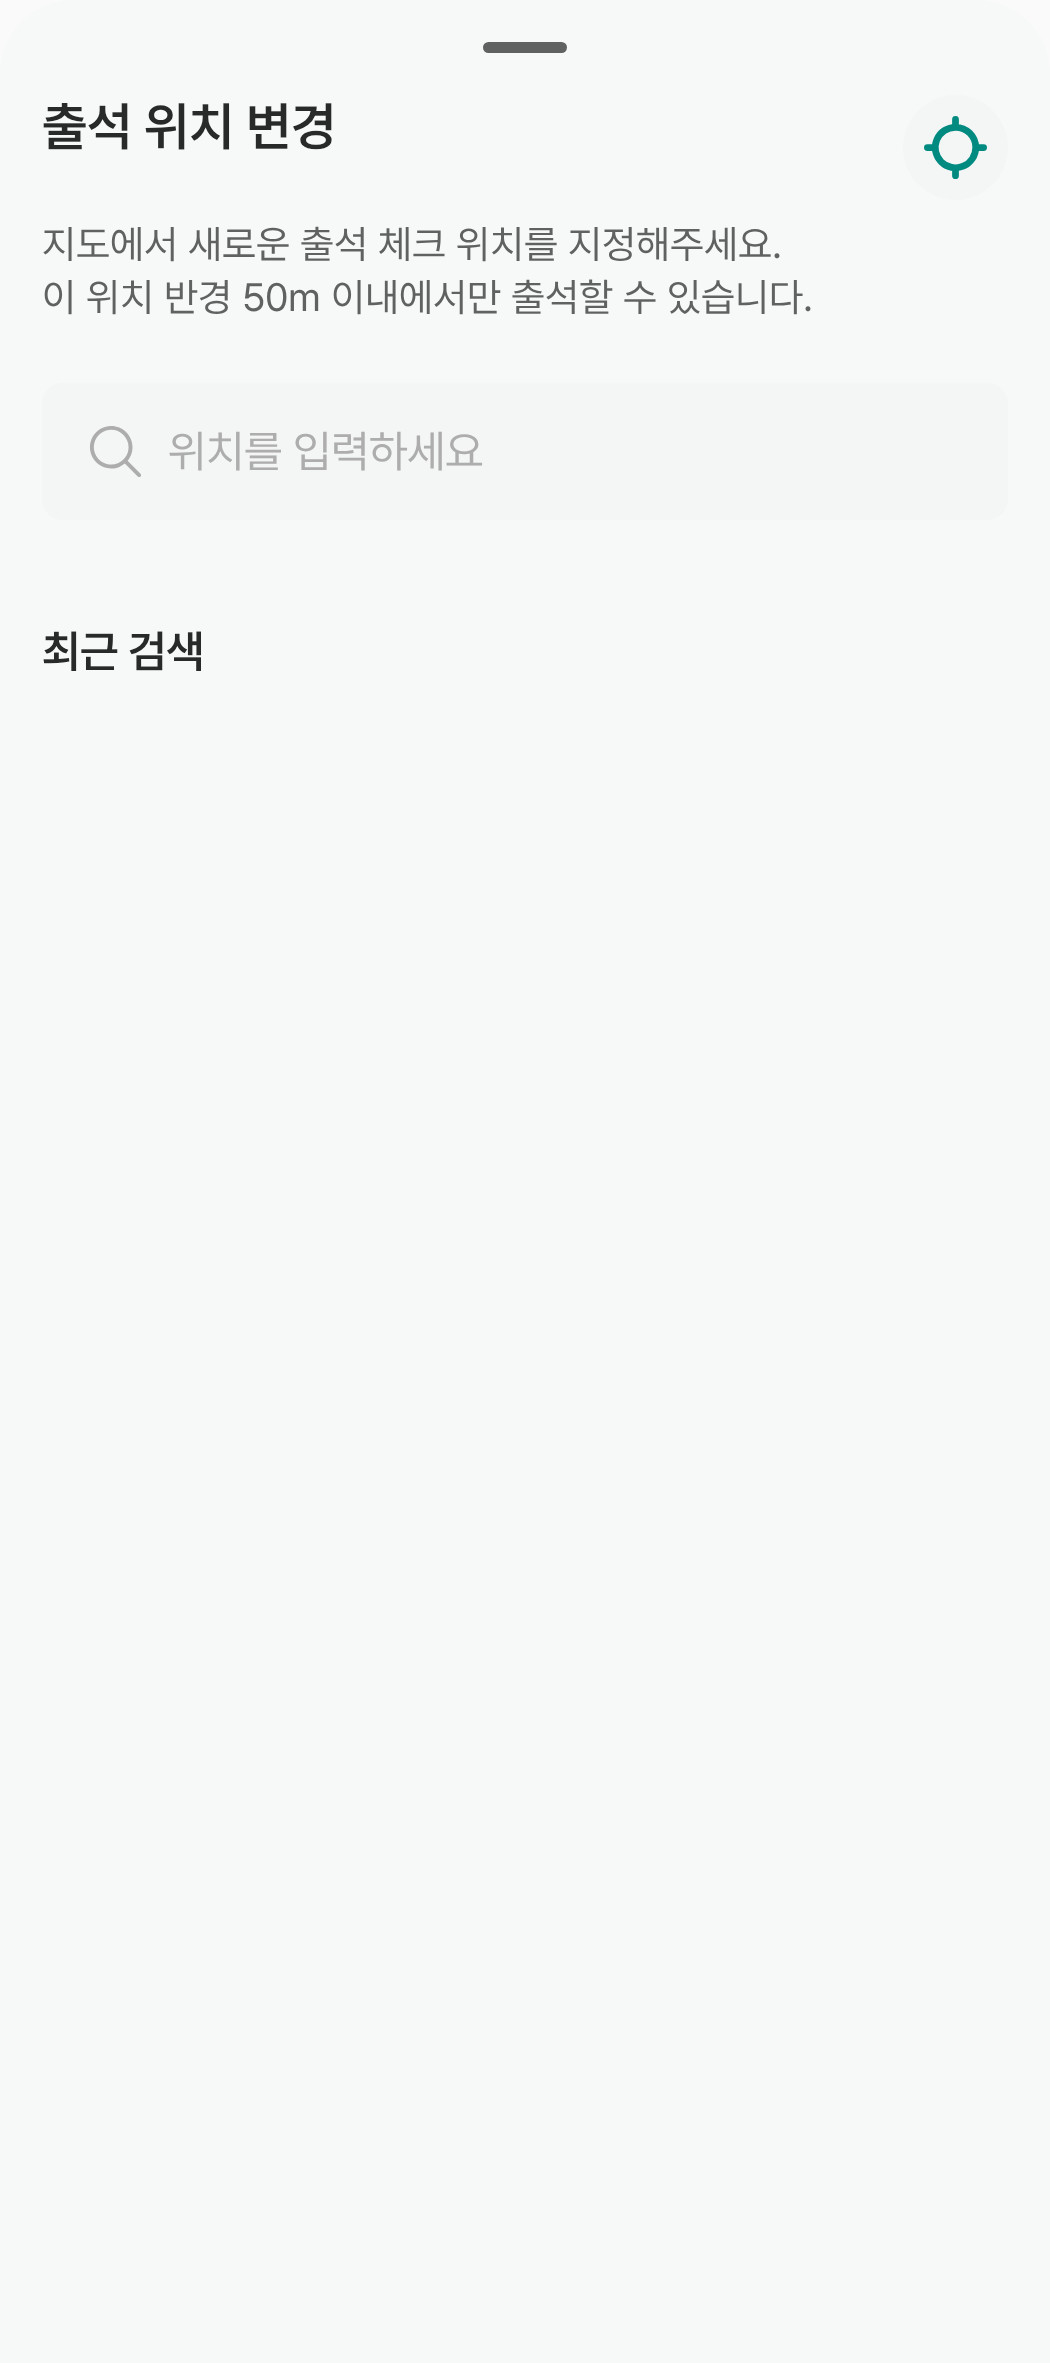 출석 위치 변경
지도에서 새로운 출석 체크 위치를 지정해주세요.
이 위치 반경 50m 이내에서만 출석할 수 있습니다.
위치를 입력하세요
최근 검색